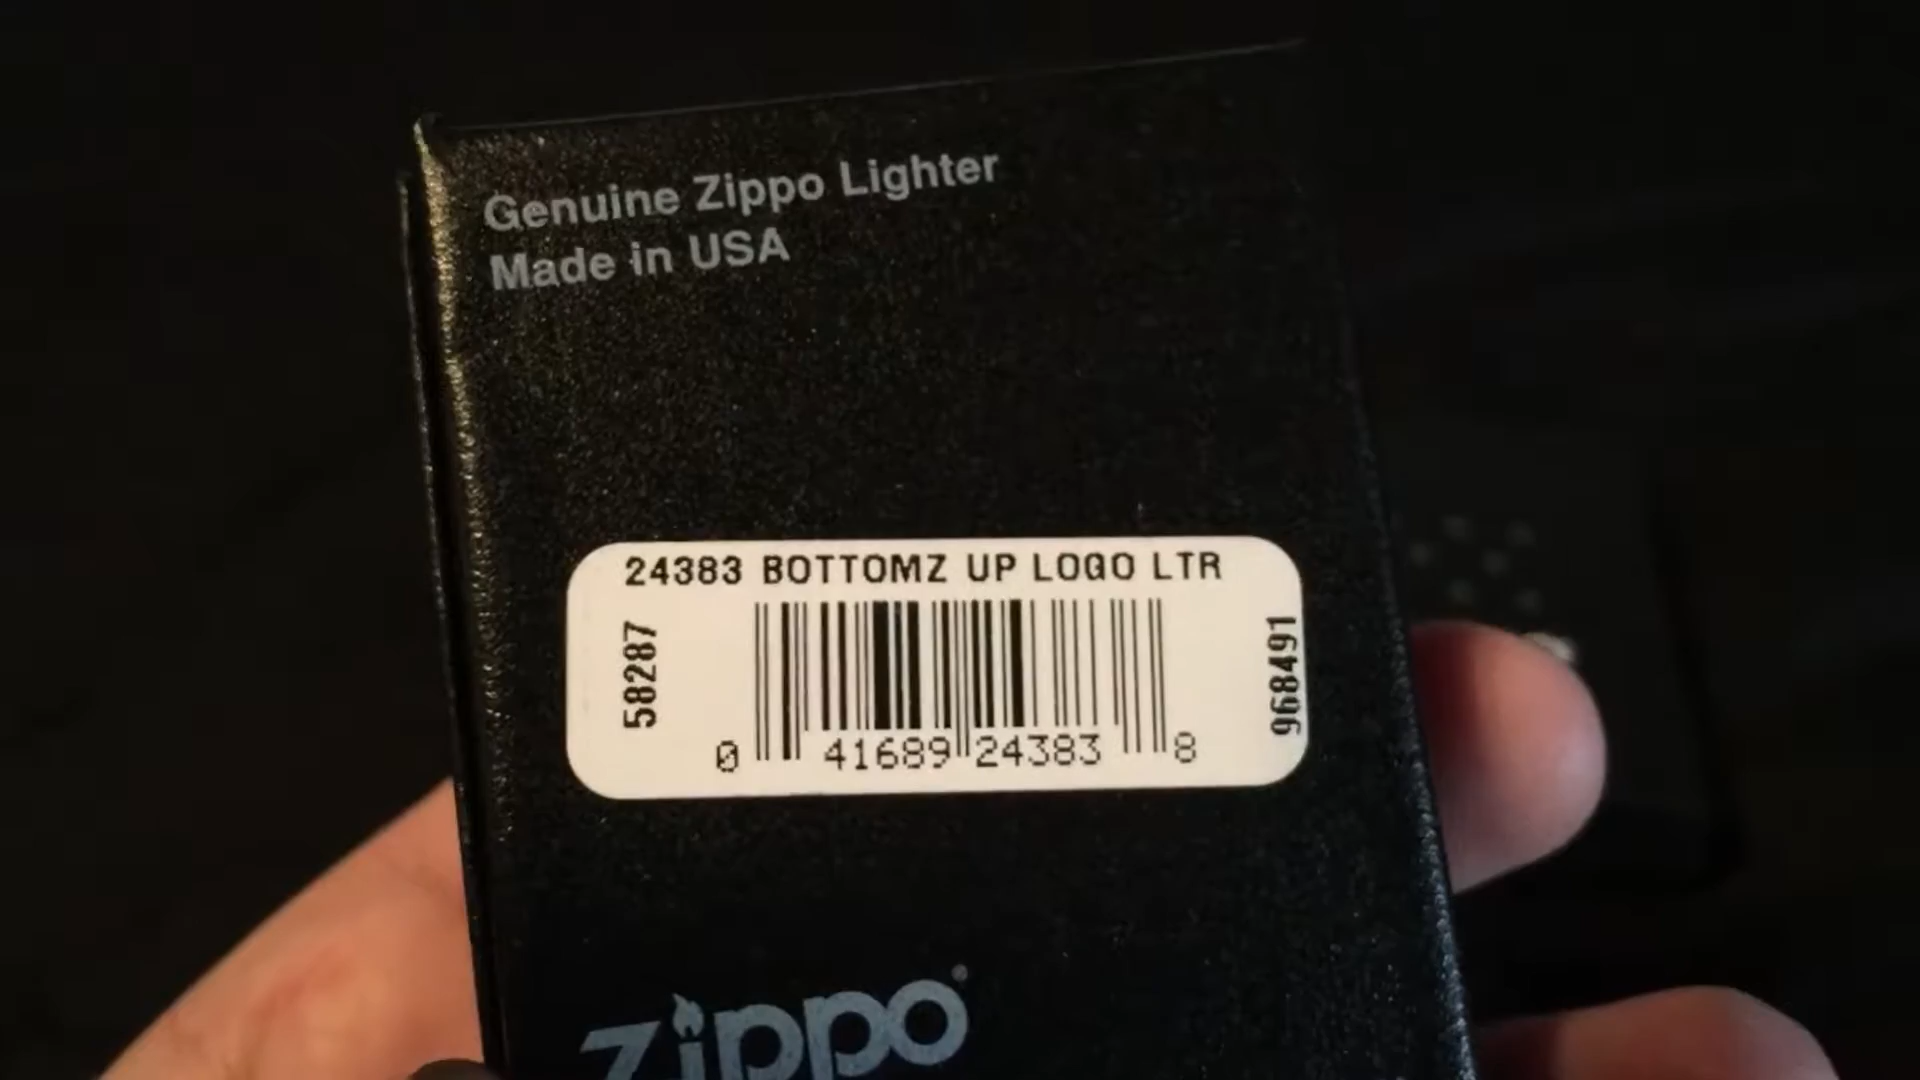 Genuine Zippo Lighter
Made in USA
24383 BOTTOMZ UP LOGO LTR
58287
968491
0 41689 24383 8
zippo